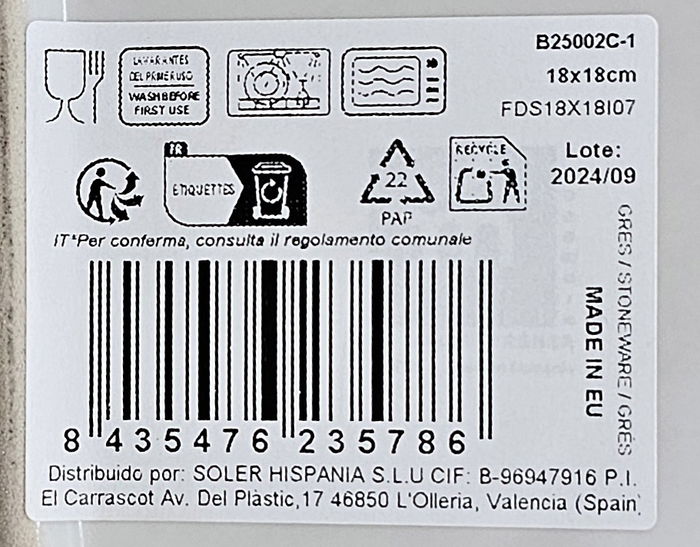 B25002C-1
18x18cm
FDS18X18I07
LAVAR ANTES
DEL PRIMER USO
WASH BEFORE
FIRST USE
FR
ETIQUETTES
22
PAP
RECYCLE
Lote:
2024/09
IT*Per conferma, consulta il regolamento comunale
GRES / STONEWARE / GRÉS
MADE IN EU
8 435476 235786
Distribuido por: SOLER HISPANIA S.L.U CIF: B-96947916 P.I.
El Carrascot Av. Del Plàstic,17 46850 L'Olleria, Valencia (Spain)